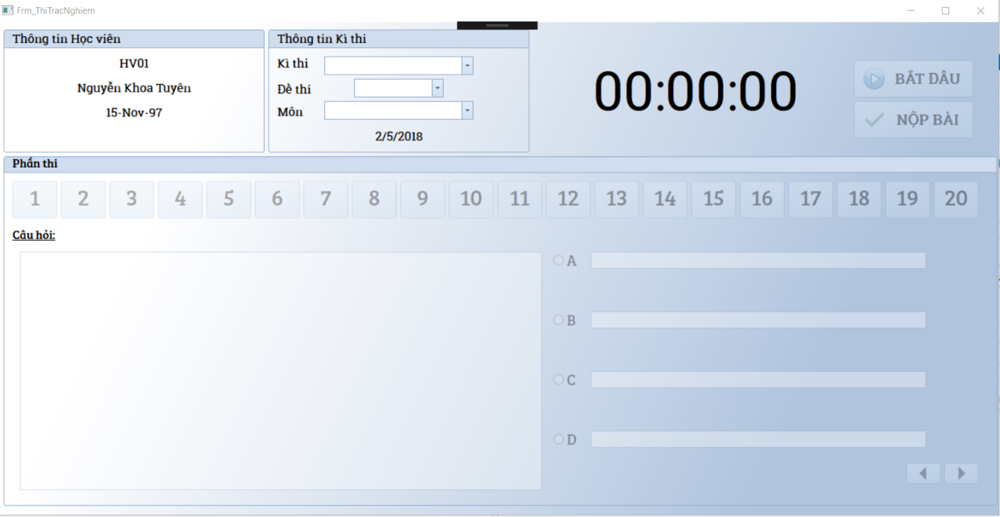 Frm_ThiTracNghiem
Thông tin Học viên
HV01
Nguyễn Khoa Tuyên
15-Nov-97
Thông tin Kì thi
Kì thi
Đề thi
Môn
2/5/2018
00:00:00
BẮT ĐẦU
NỘP BÀI
Phần thi
1 2 3 4 5 6 7 8 9 10 11 12 13 14 15 16 17 18 19 20
Câu hỏi:
A
B
C
D